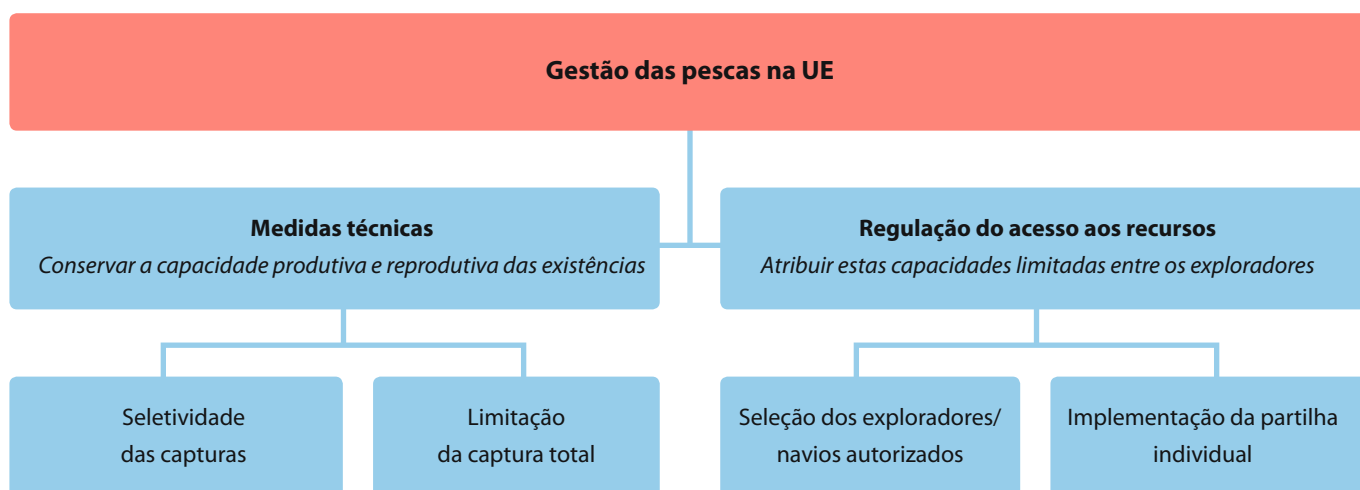 Gestão das pescas na UE
Medidas técnicas
Conservar a capacidade produtiva e reprodutiva das existências
Regulação do acesso aos recursos
Atribuir estas capacidades limitadas entre os exploradores
Seletividade
das capturas
Limitação
da captura total
Seleção dos exploradores/
navios autorizados
Implementação da partilha
individual